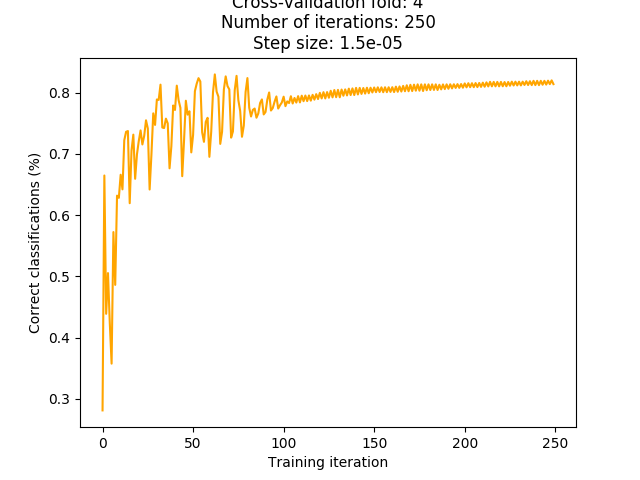 Cross-validation fold: 4
Number of iterations: 250
Step size: 1.5e-05
Correct classifications (%)
0.8
0.7
0.6
0.5
0.4
0.3
0
50
100
150
200
250
Training iteration